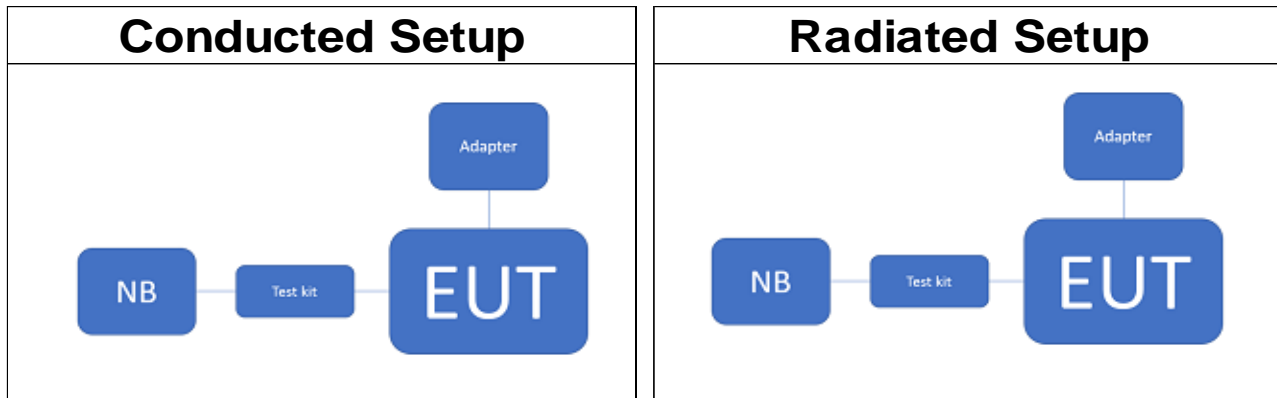 Conducted Setup
Adapter
NB
Test kit
EUT
Radiated Setup
Adapter
NB
Test kit
EUT